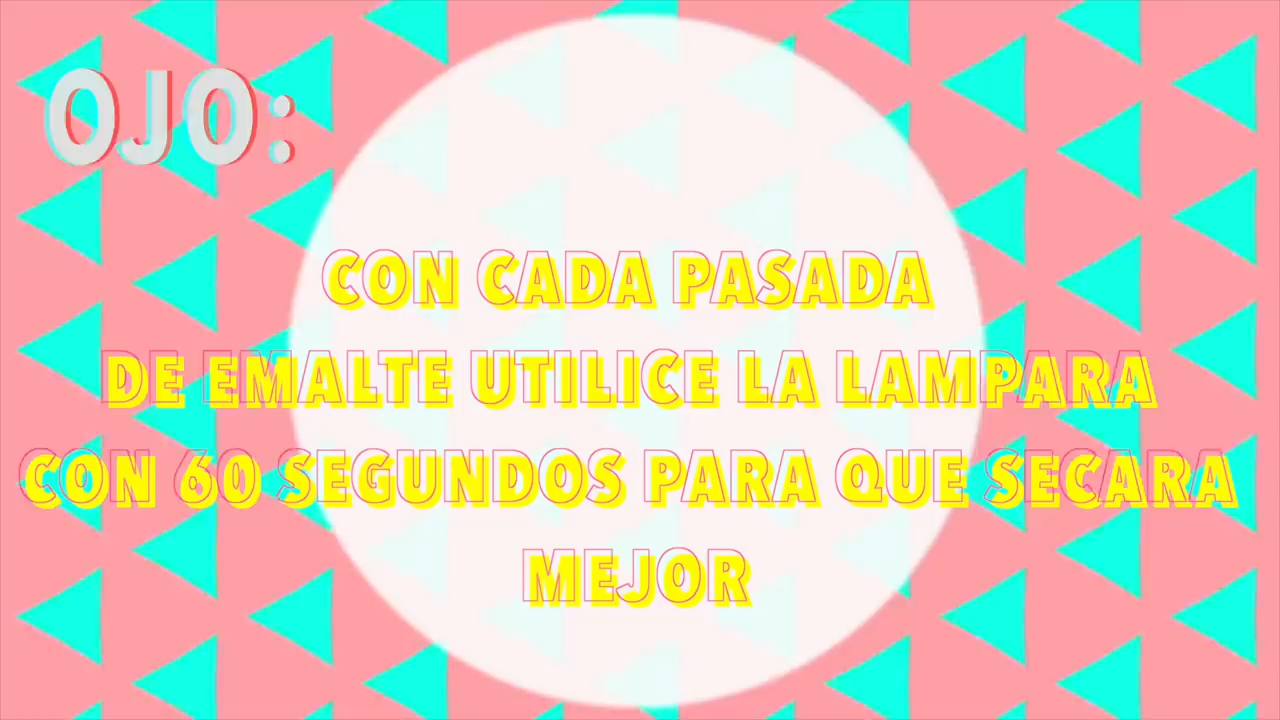 OJO:
CON CADA PASADA
DE EMALTE UTILICE LA LAMPARA
CON 60 SEGUNDOS PARA QUE SECARA
MEJOR